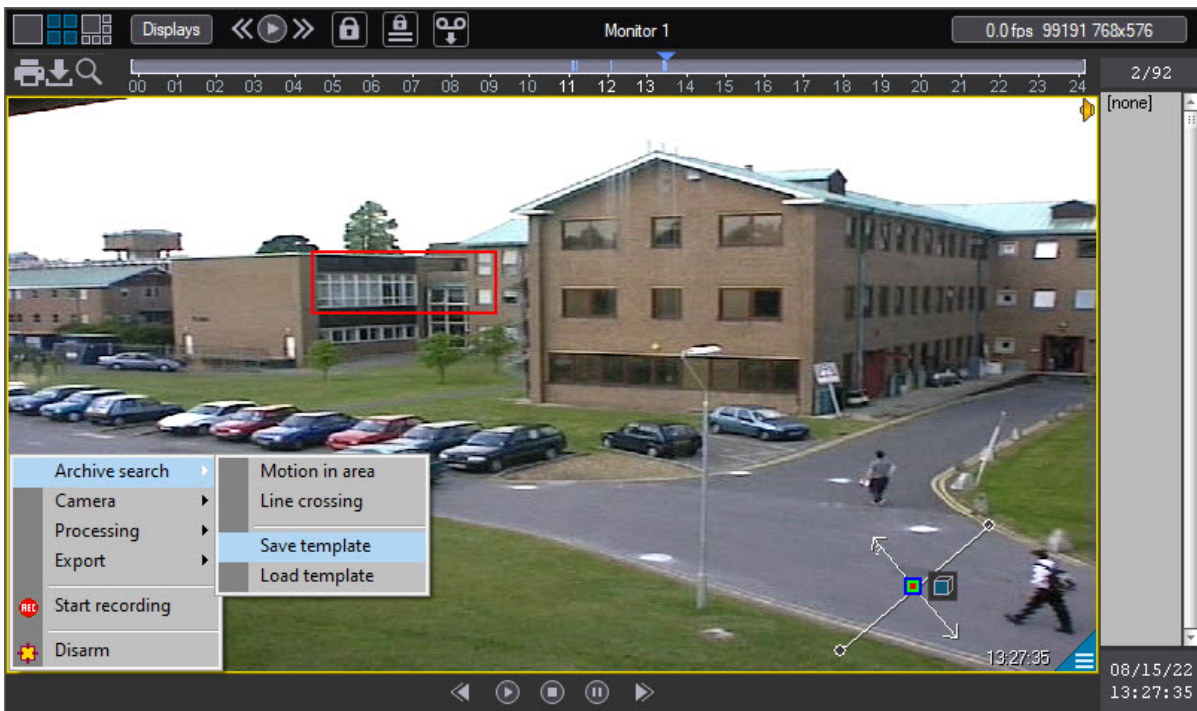 Displays
Monitor 1
0.0 fps 99191 768x576
00 01 02 03 04 05 06 07 08 09 10 11 12 13 14 15 16 17 18 19 20 21 22 23 24
2/92
[none]
Archive search
Camera
Processing
Export
Start recording
Disarm
Motion in area
Line crossing
Save template
Load template
REC
13:27:35
08/15/22
13:27:35